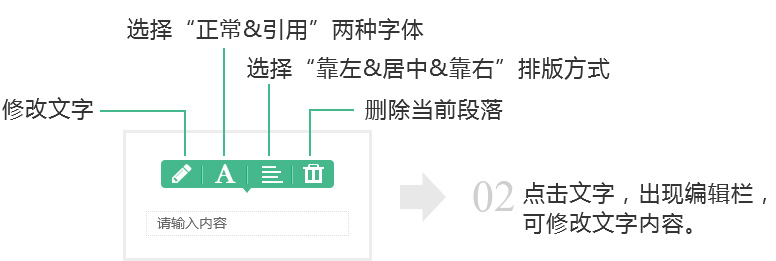 选择“正常&引用”两种字体
选择“靠左&居中&靠右”排版方式
修改文字
删除当前段落
A
请输入内容
02
点击文字，出现编辑栏，
可修改文字内容。